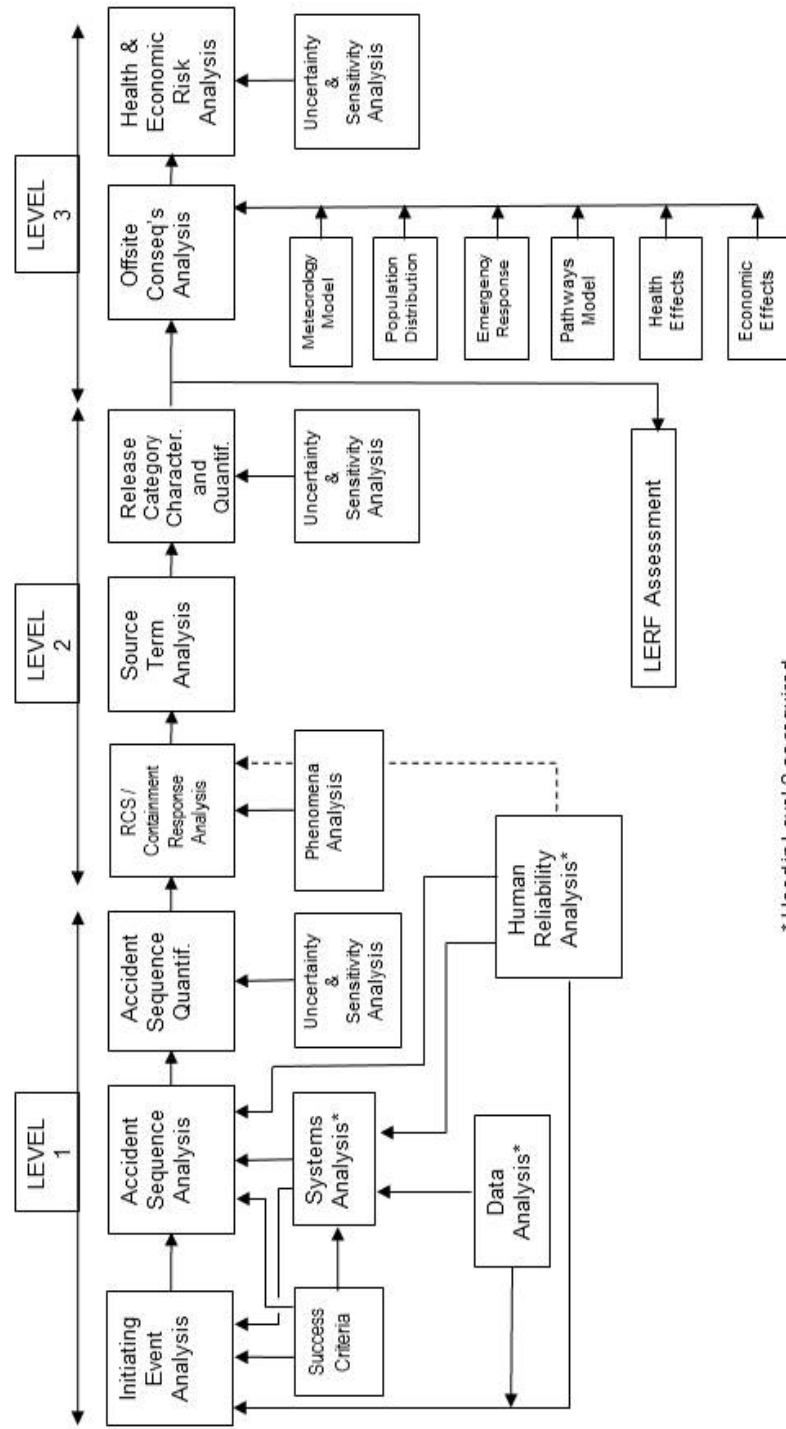 LEVEL
1
LEVEL
2
LEVEL
3
Initiating
Event
Analysis
Accident
Sequence
Analysis
Accident
Sequence
Quantif.
RCS /
Containment
Response
Analysis
Source
Term
Analysis
Release
Category
Character.
and
Quantif.
Offsite
Conseq's
Analysis
Health &
Economic
Risk
Analysis
Success
Criteria
Systems
Analysis*
Uncertainty
&
Sensitivity
Analysis
Phenomena
Analysis
Uncertainty
&
Sensitivity
Analysis
Meteorology
Model
Population
Distribution
Emergency
Response
Pathways
Model
Health
Effects
Economic
Effects
Uncertainty
&
Sensitivity
Analysis
Data
Analysis*
Human
Reliability
Analysis*
LERF Assessment